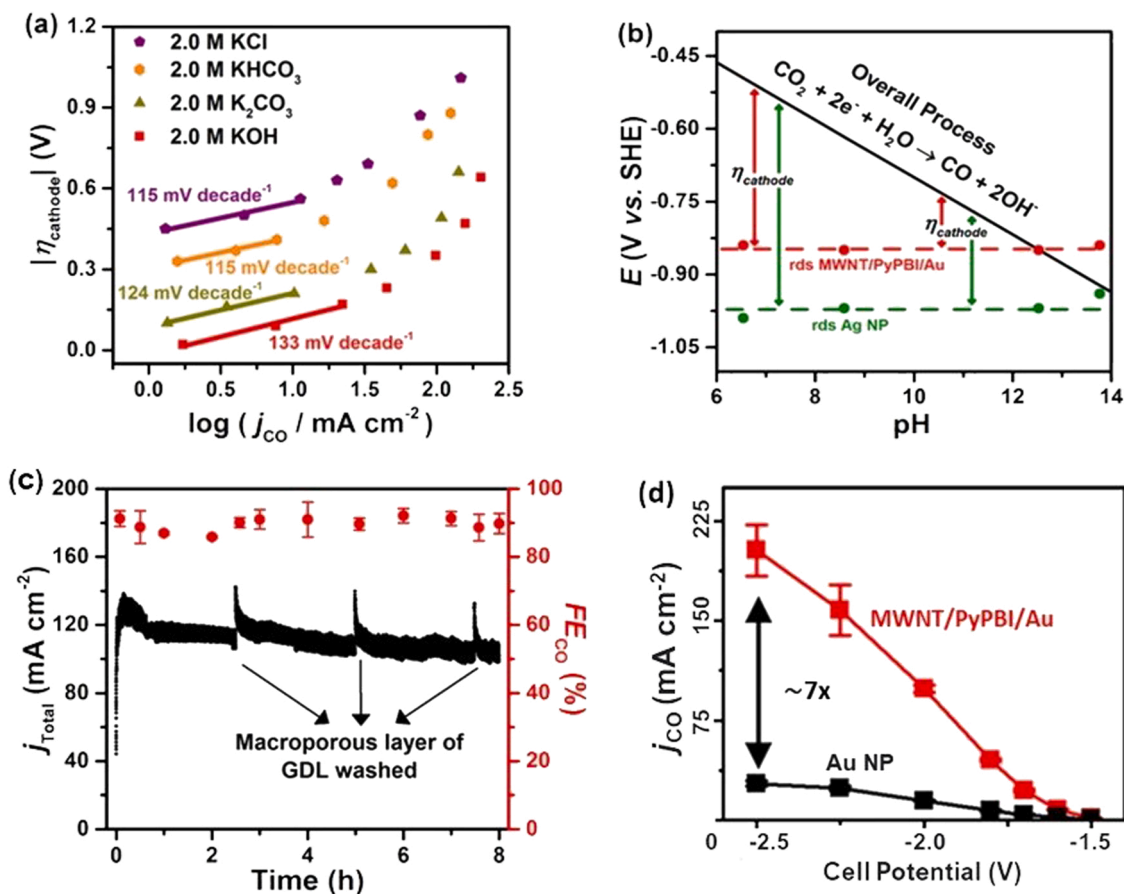 (a)
1.2
0.9
0.6
0.3
0.0
|η_cathode| (V)
2.0 M KCl
2.0 M KHCO₃
2.0 M K₂CO₃
2.0 M KOH
115 mV decade⁻¹
115 mV decade⁻¹
124 mV decade⁻¹
133 mV decade⁻¹
0.0 0.5 1.0 1.5 2.0 2.5
log ( j_CO / mA cm⁻² )
(b)
-0.45
-0.60
-0.75
-0.90
-1.05
E (V vs. SHE)
Overall Process
CO₂ + 2e⁻ + H₂O → CO + 2OH⁻
η_cathode
η_cathode
rds MWNT/PyPBI/Au
rds Ag NP
6 8 10 12 14
pH
(c)
200
160
120
80
40
0
j_Total (mA cm⁻²)
Macroporous layer of
GDL washed
100
80
60
40
20
0
FE_CO (%)
0 2 4 6 8
Time (h)
(d)
225
150
75
0
j_CO (mA cm⁻²)
MWNT/PyPBI/Au
~7x
Au NP
-2.5 -2.0 -1.5
Cell Potential (V)